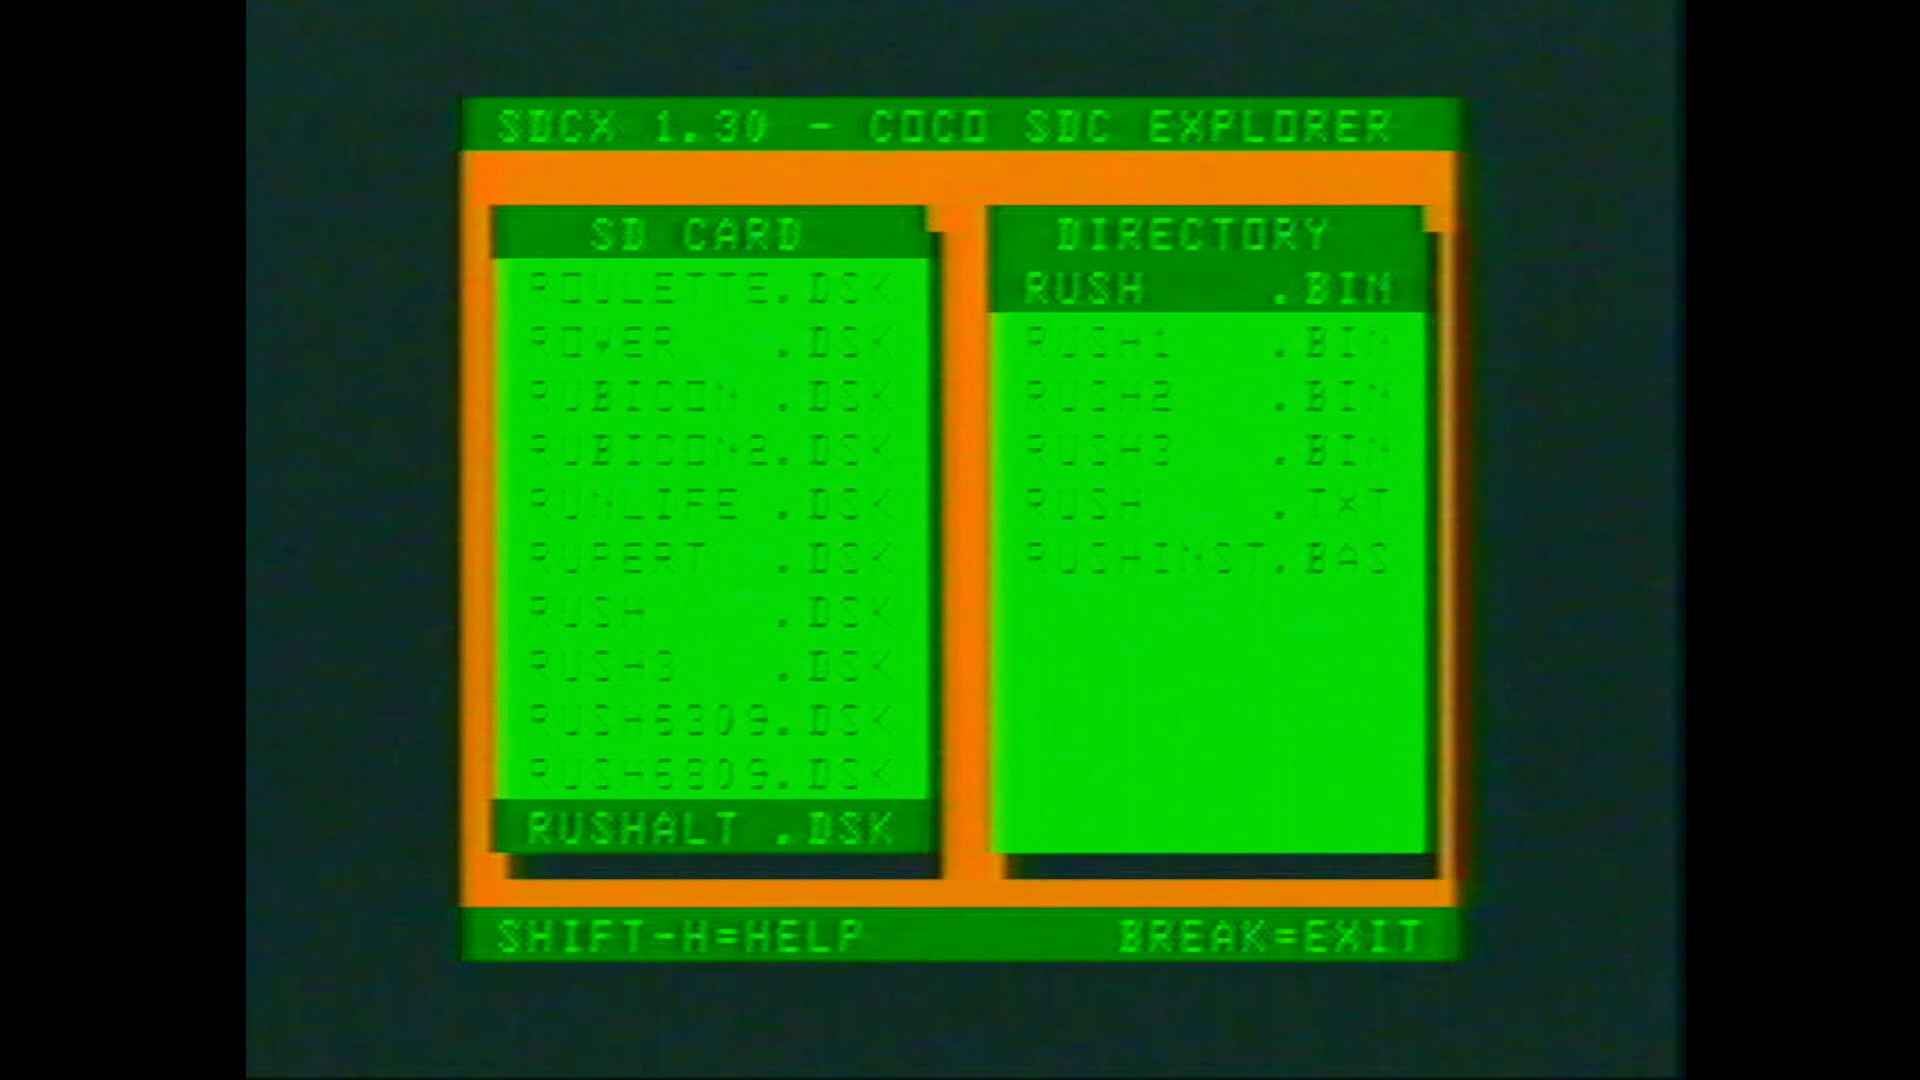 SDCX 1.30 - COCO SDC EXPLORER
SD CARD
ROULETTE.DSK
ROVER   .DSK
RUBICON .DSK
RUBICON2.DSK
RUNLIFE .DSK
RUPERT  .DSK
RUSH    .DSK
RUSH3   .DSK
RUSH6309.DSK
RUSH6809.DSK
RUSHALT .DSK
DIRECTORY
RUSH    .BIN
RUSH1   .BIN
RUSH2   .BIN
RUSH3   .BIN
RUSH    .TXT
RUSHINST.BAS
SHIFT-H=HELP BREAK=EXIT